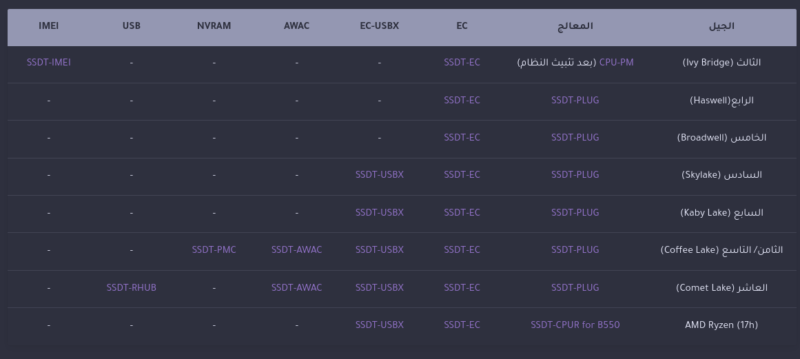 الجيل المعالج EC EC-USBX AWAC NVRAM USB IMEI
الثالث (Ivy Bridge) CPU-PM (بعد تثبيت النظام) SSDT-EC - - - - SSDT-IMEI
الرابع(Haswell) SSDT-PLUG SSDT-EC - - - - -
الخامس (Broadwell) SSDT-PLUG SSDT-EC - - - - -
السادس (Skylake) SSDT-PLUG SSDT-EC SSDT-USBX - - - -
السابع (Kaby Lake) SSDT-PLUG SSDT-EC SSDT-USBX - - - -
الثامن/ التاسع (Coffee Lake) SSDT-PLUG SSDT-EC SSDT-USBX SSDT-AWAC SSDT-PMC - -
العاشر (Comet Lake) SSDT-PLUG SSDT-EC SSDT-USBX SSDT-AWAC - SSDT-RHUB -
AMD Ryzen (17h) SSDT-CPUR for B550 SSDT-EC SSDT-USBX - - - -